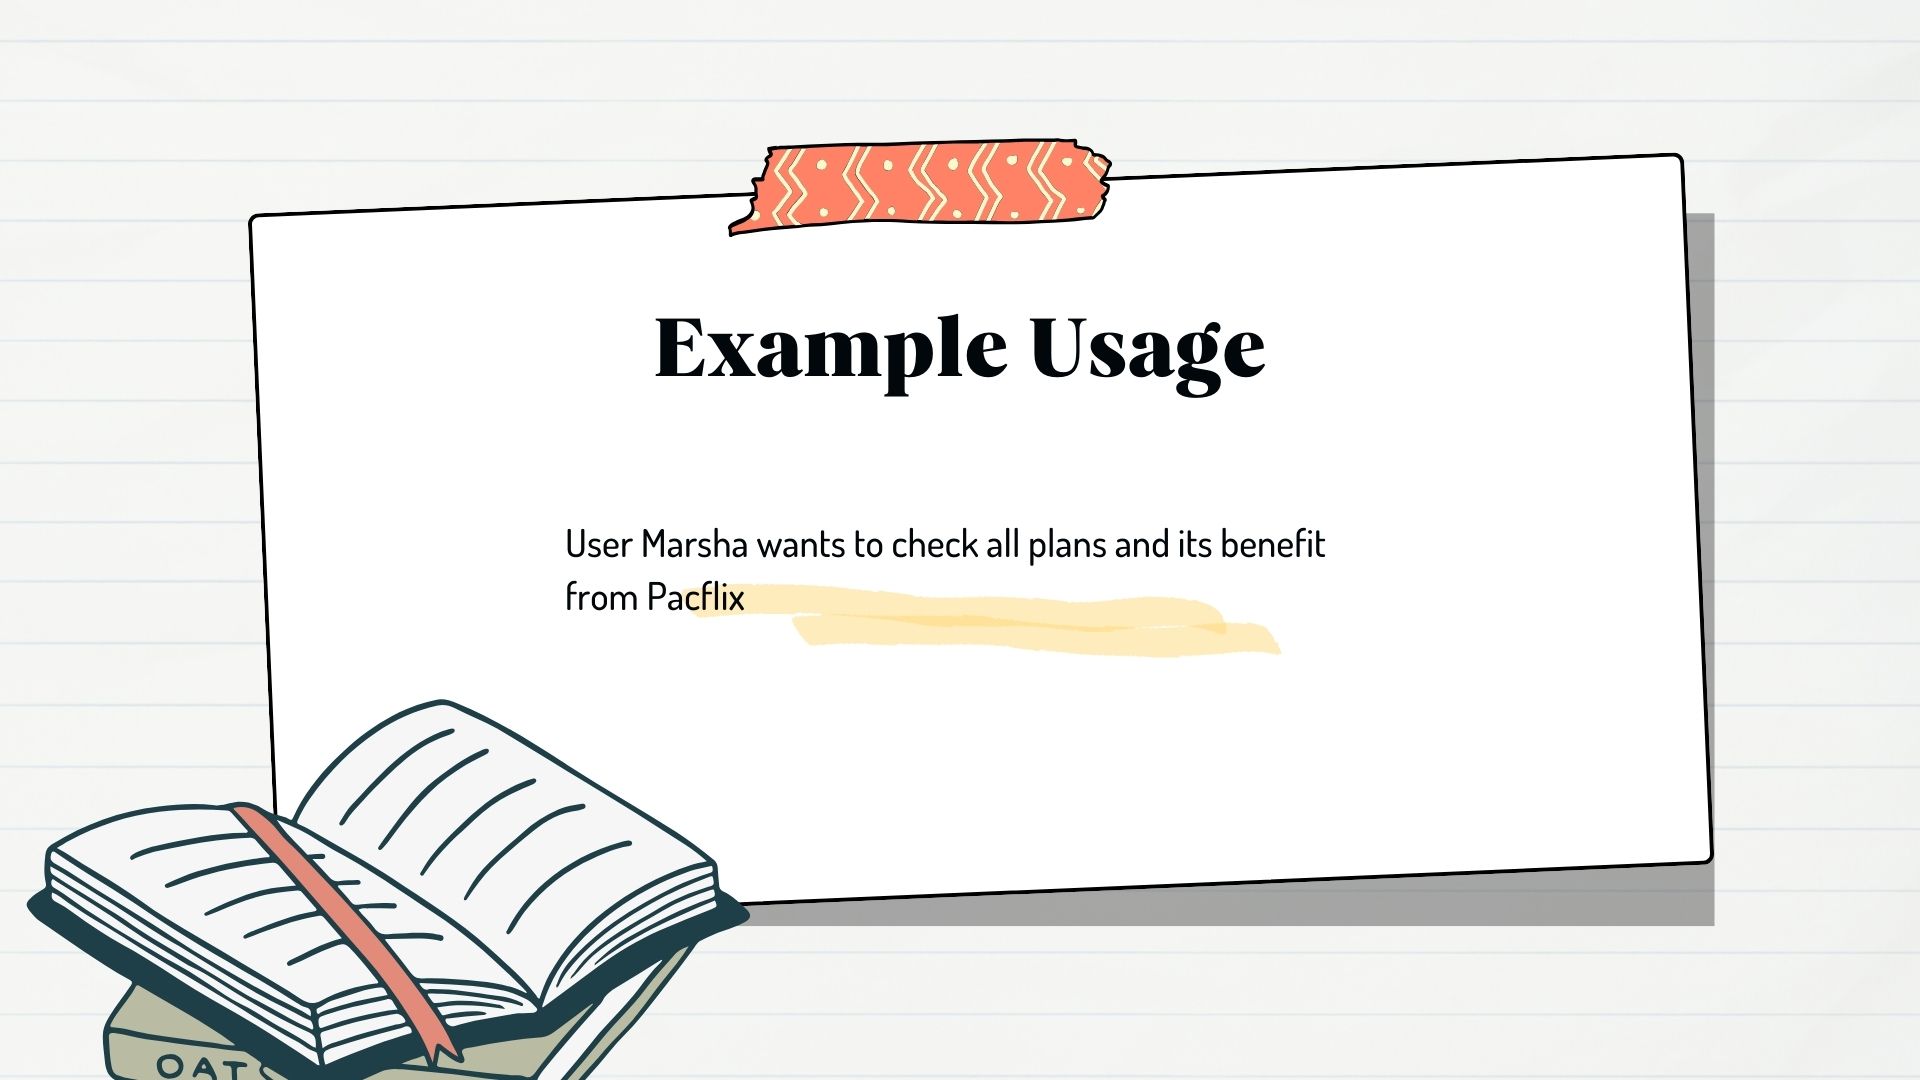 Example Usage
User Marsha wants to check all plans and its benefit
from Pacflix
OAT